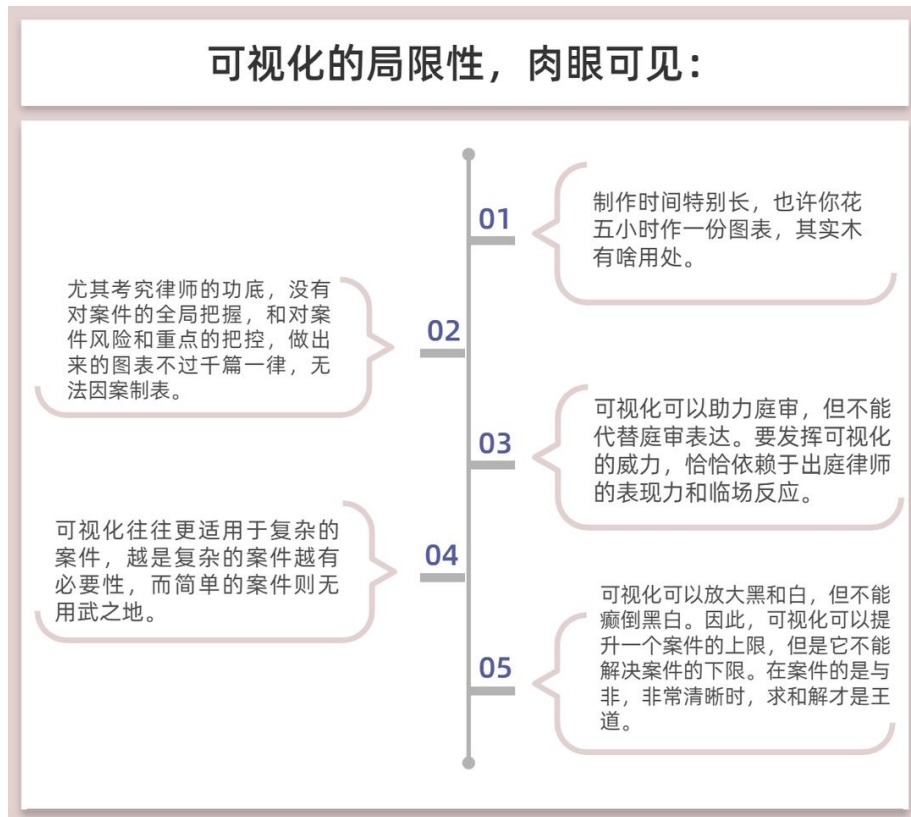 可视化的局限性，肉眼可见：
01
制作时间特别长，也许你花
五小时作一份图表，其实木
有啥用处。
02
尤其考究律师的功底，没有
对案件的全局把握，和对案
件风险和重点的把控，做出
来的图表不过千篇一律，无
法因案制表。
03
可视化可以助力庭审，但不能
代替庭审表达。要发挥可视化
的威力，恰恰依赖于出庭律师
的表现力和临场反应。
04
可视化往往更适用于复杂的
案件，越是复杂的案件越有
必要性，而简单的案件则无
用武之地。
05
可视化可以放大黑和白，但不能
癫倒黑白。因此，可视化可以提
升一个案件的上限，但是它不能
解决案件的下限。在案件的是与
非，非常清晰时，求和解才是王
道。